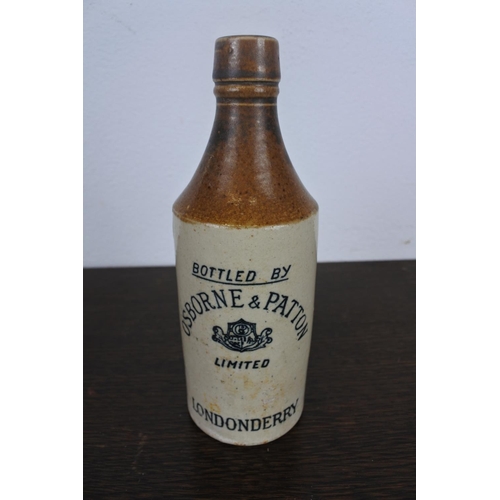 BOTTLED BY
OSBORNE & PATTON
LIMITED
LONDONDERRY